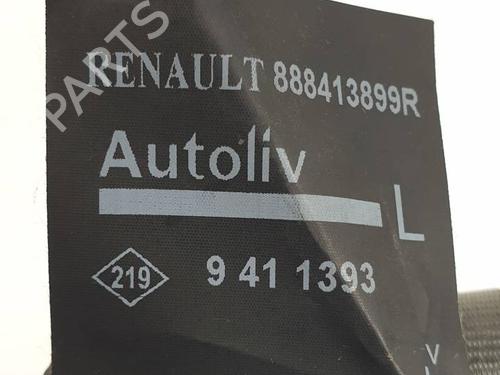 PARTS
RENAULT 888413899R
Autoliv
L
219 9 41 1393
V